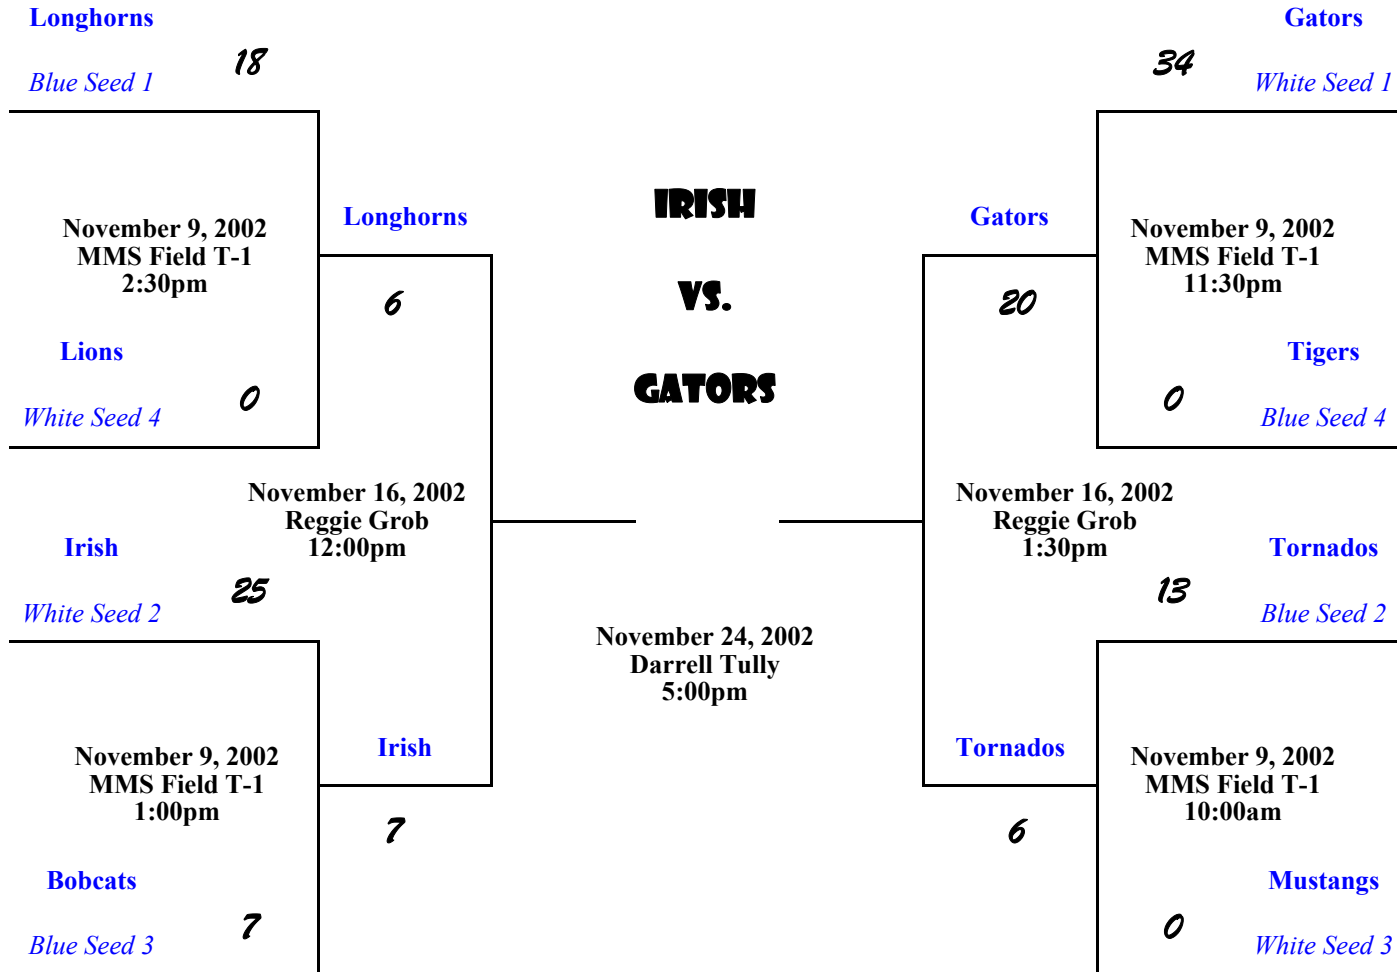 Longhorns
18
Blue Seed 1
November 9, 2002
MMS Field T-1
2:30pm
Lions
0
White Seed 4
Longhorns
6
November 16, 2002
Reggie Grob
12:00pm
Irish
25
White Seed 2
November 9, 2002
MMS Field T-1
1:00pm
Irish
7
Bobcats
7
Blue Seed 3
IRISH
VS.
GATORS
November 24, 2002
Darrell Tully
5:00pm
Gators
34
White Seed 1
Gators
20
November 9, 2002
MMS Field T-1
11:30pm
Tigers
0
Blue Seed 4
November 16, 2002
Reggie Grob
1:30pm
Tornados
13
Blue Seed 2
Tornados
6
November 9, 2002
MMS Field T-1
10:00am
Mustangs
0
White Seed 3